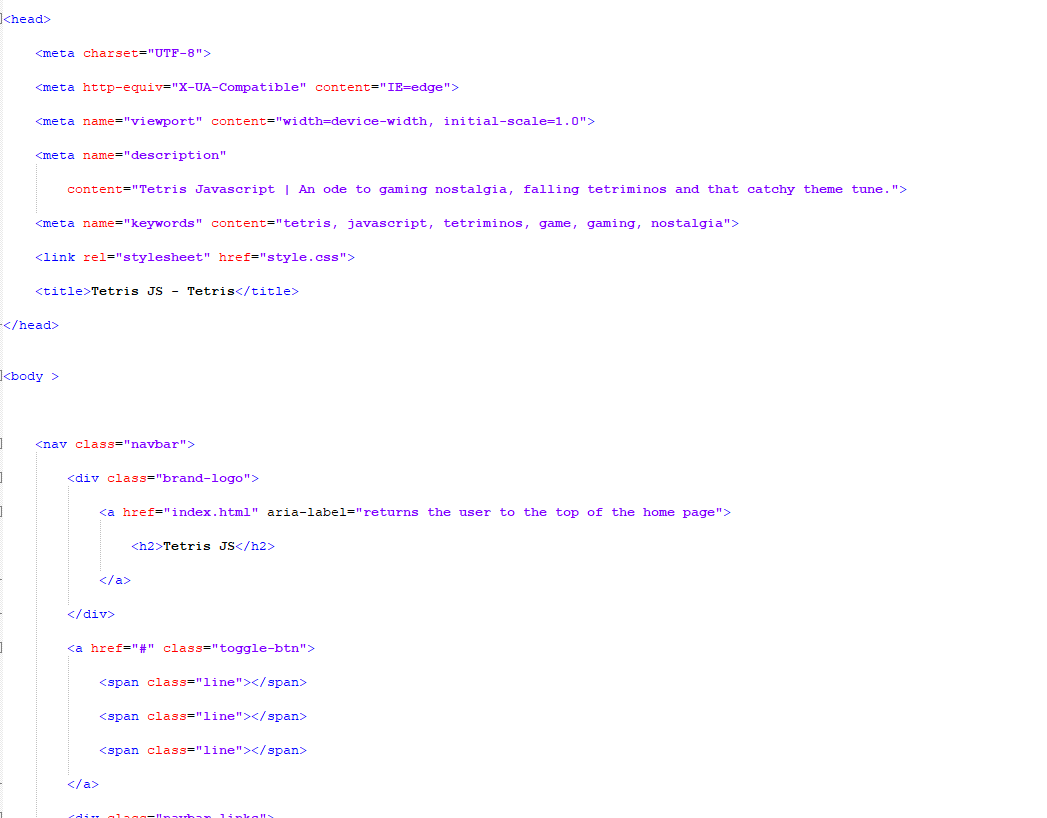 <head>
    <meta charset="UTF-8">
    <meta http-equiv="X-UA-Compatible" content="IE=edge">
    <meta name="viewport" content="width=device-width, initial-scale=1.0">
    <meta name="description"
        content="Tetris Javascript | An ode to gaming nostalgia, falling tetriminos and that catchy theme tune.">
    <meta name="keywords" content="tetris, javascript, tetriminos, game, gaming, nostalgia">
    <link rel="stylesheet" href="style.css">
    <title>Tetris JS - Tetris</title>
</head>
<body >
    <nav class="navbar">
        <div class="brand-logo">
            <a href="index.html" aria-label="returns the user to the top of the home page">
                <h2>Tetris JS</h2>
            </a>
        </div>
        <a href="#" class="toggle-btn">
            <span class="line"></span>
            <span class="line"></span>
            <span class="line"></span>
        </a>
        <div class="navbar-links">